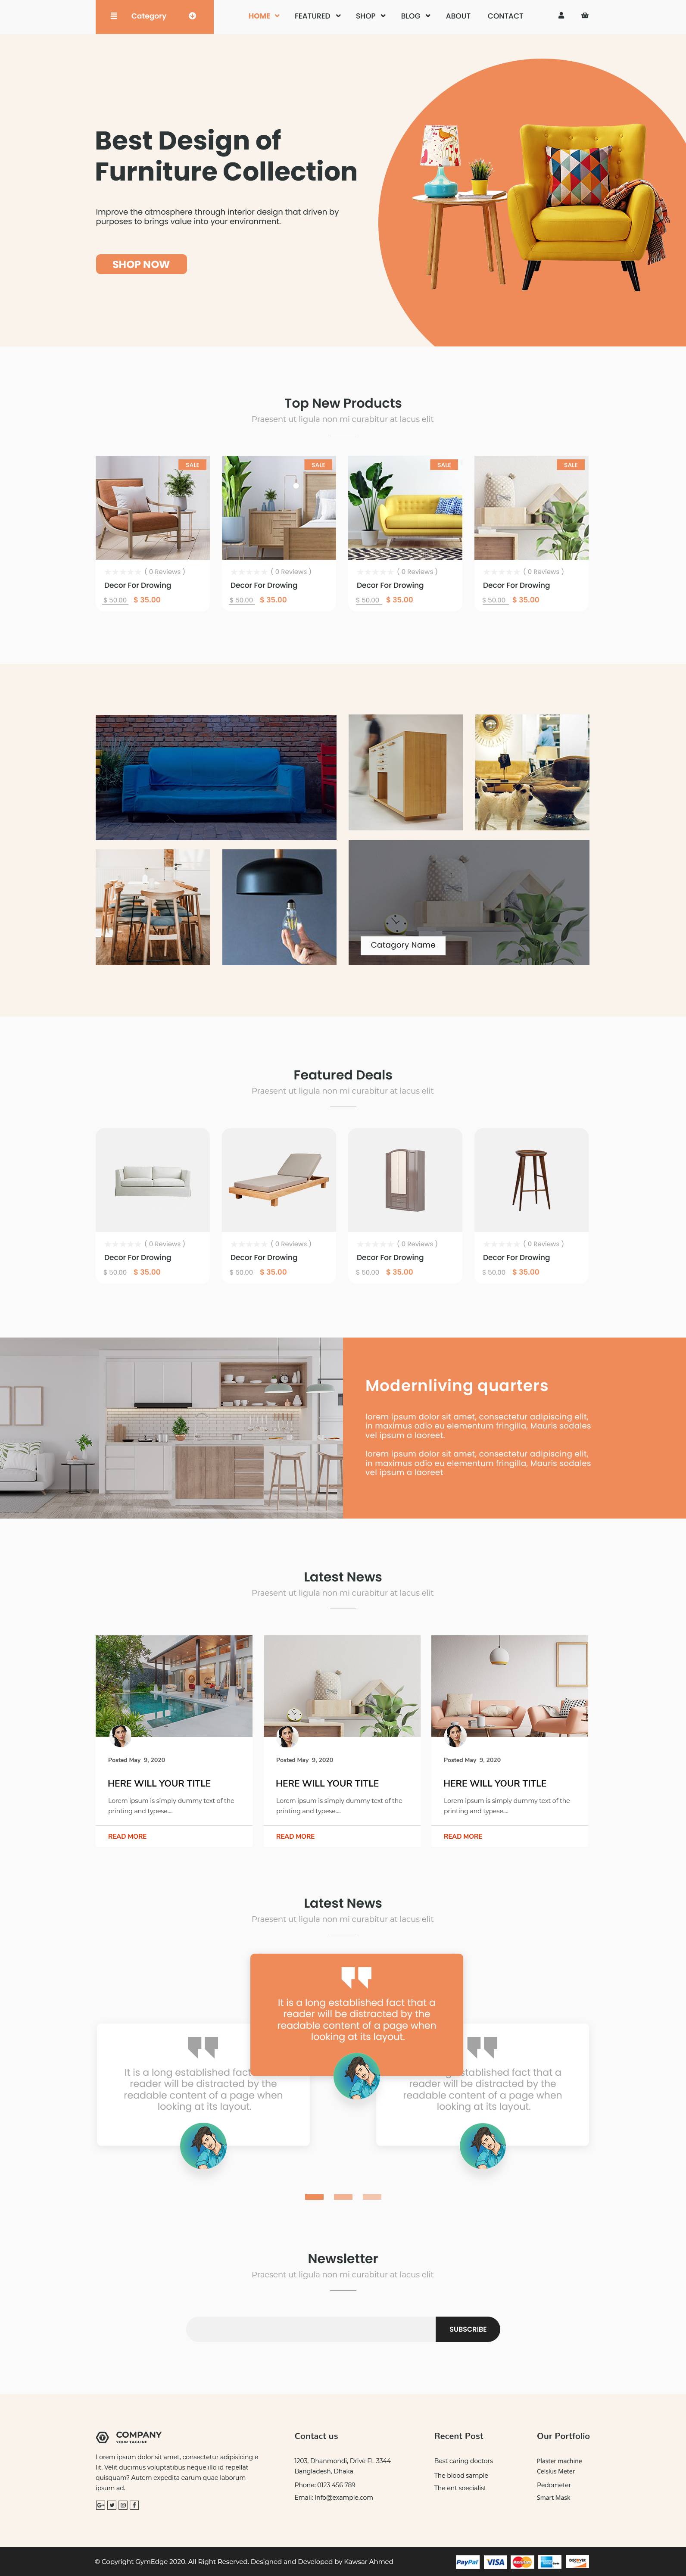 Category
HOME FEATURED SHOP BLOG ABOUT CONTACT
Best Design of
Furniture Collection
Improve the atmosphere through interior design that driven by
purposes to brings value into your environment.
SHOP NOW
Top New Products
Praesent ut ligula non mi curabitur at lacus elit
SALE SALE SALE SALE
( 0 Reviews ) ( 0 Reviews ) ( 0 Reviews ) ( 0 Reviews )
Decor For Drowing Decor For Drowing Decor For Drowing Decor For Drowing
$ 50.00 $ 35.00 $ 50.00 $ 35.00 $ 50.00 $ 35.00 $ 50.00 $ 35.00
Catagory Name
Featured Deals
Praesent ut ligula non mi curabitur at lacus elit
( 0 Reviews ) ( 0 Reviews ) ( 0 Reviews ) ( 0 Reviews )
Decor For Drowing Decor For Drowing Decor For Drowing Decor For Drowing
$ 50.00 $ 35.00 $ 50.00 $ 35.00 $ 50.00 $ 35.00 $ 50.00 $ 35.00
Modernliving quarters
lorem ipsum dolor sit amet, consectetur adipiscing elit,
in maximus odio eu elementum fringilla, Mauris sodales
vel ipsum a laoreet.
lorem ipsum dolor sit amet, consectetur adipiscing elit,
in maximus odio eu elementum fringilla, Mauris sodales
vel ipsum a laoreet
Latest News
Praesent ut ligula non mi curabitur at lacus elit
Posted May 9, 2020
HERE WILL YOUR TITLE
Lorem ipsum is simply dummy text of the
printing and typese....
READ MORE
Posted May 9, 2020
HERE WILL YOUR TITLE
Lorem ipsum is simply dummy text of the
printing and typese....
READ MORE
Posted May 9, 2020
HERE WILL YOUR TITLE
Lorem ipsum is simply dummy text of the
printing and typese....
READ MORE
Latest News
Praesent ut ligula non mi curabitur at lacus elit
It is a long established fact that a
reader will be distracted by the
readable content of a page when
looking at its layout.
It is a long established fact
reader will be distracted by the
readable content of a page when
looking at its layout.
established fact that a
reader will be distracted by the
readable content of a page when
looking at its layout.
Newsletter
Praesent ut ligula non mi curabitur at lacus elit
SUBSCRIBE
COMPANY
YOUR TAGLINE
Lorem ipsum dolor sit amet, consectetur adipisicing e
lit. Velit ducimus voluptatibus neque illo id repellat
quisquam? Autem expedita earum quae laborum
ipsum ad.
G+ f
Contact us
1203, Dhanmondi, Drive FL 3344
Bangladesh, Dhaka
Phone: 0123 456 789
Email: Info@example.com
Recent Post
Best caring doctors
The blood sample
The ent soecialist
Our Portfolio
Plaster machine
Celsius Meter
Pedometer
Smart Mask
© Copyright GymEdge 2020. All Right Reserved. Designed and Developed by Kawsar Ahmed
PayPal VISA DISCOVER